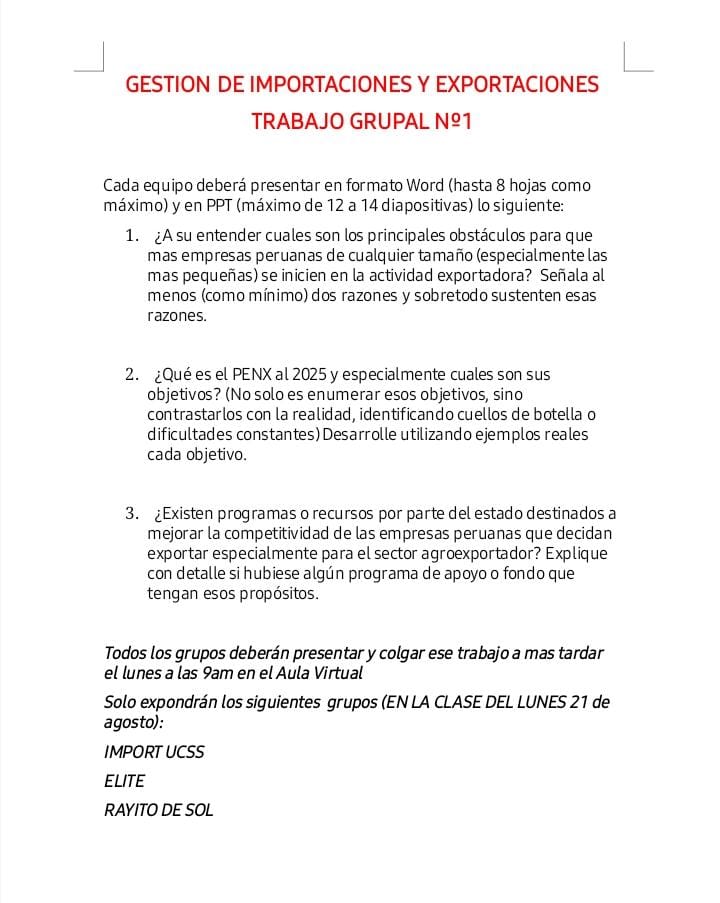 GESTION DE IMPORTACIONES Y EXPORTACIONES
TRABAJO GRUPAL Nº1
Cada equipo deberá presentar en formato Word (hasta 8 hojas como
máximo) y en PPT (máximo de 12 a 14 diapositivas) lo siguiente:
1. ¿A su entender cuales son los principales obstáculos para que
mas empresas peruanas de cualquier tamaño (especialmente las
mas pequeñas) se inicien en la actividad exportadora? Señala al
menos (como mínimo) dos razones y sobretodo sustenten esas
razones.
2. ¿Qué es el PENX al 2025 y especialmente cuales son sus
objetivos? (No solo es enumerar esos objetivos, sino
contrastarlos con la realidad, identificando cuellos de botella o
dificultades constantes) Desarrolle utilizando ejemplos reales
cada objetivo.
3. ¿Existen programas o recursos por parte del estado destinados a
mejorar la competitividad de las empresas peruanas que decidan
exportar especialmente para el sector agroexportador? Explique
con detalle si hubiese algún programa de apoyo o fondo que
tengan esos propósitos.
Todos los grupos deberán presentar y colgar ese trabajo a mas tardar
el lunes a las 9am en el Aula Virtual
Solo expondrán los siguientes grupos (EN LA CLASE DEL LUNES 21 de
agosto):
IMPORT UCSS
ELITE
RAYITO DE SOL